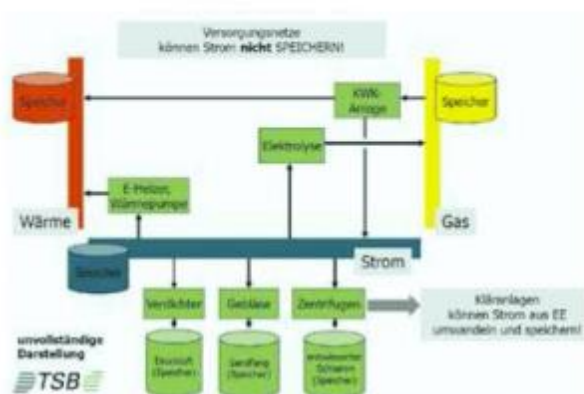 Versorgungsnetze
können Strom nicht SPEICHERN!
Speicher
KWK-
Anlage
Speicher
Elektrolyse
E-Heizer,
Wärmepumpe
Wärme
Gas
Speicher
Strom
Verdichter
Gebläse
Zentrifugen
Kläranlagen
können Strom aus EE
umwandeln und speichern!
unvollständige
Darstellung
(Speicher)
Sandfang
(Speicher)
Schlamm
(Speicher)
TSB